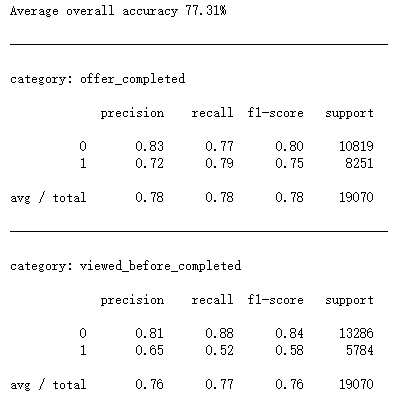 Average overall accuracy 77.31%
category: offer_completed
precision recall f1-score support
0 0.83 0.77 0.80 10819
1 0.72 0.79 0.75 8251
avg / total 0.78 0.78 0.78 19070
category: viewed_before_completed
precision recall f1-score support
0 0.81 0.88 0.84 13286
1 0.65 0.52 0.58 5784
avg / total 0.76 0.77 0.76 19070